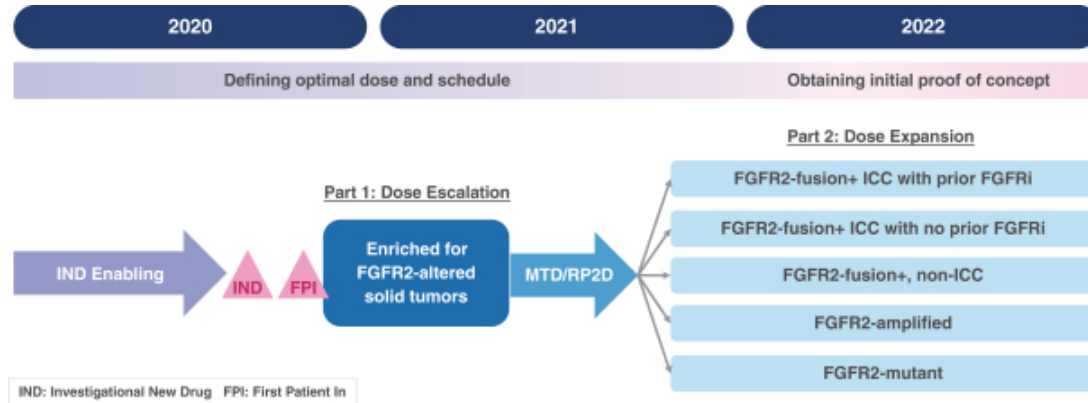 2020
2021
2022
Defining optimal dose and schedule
Obtaining initial proof of concept
Part 2: Dose Expansion
FGFR2-fusion+ ICC with prior FGFRi
Part 1: Dose Escalation
FGFR2-fusion+ ICC with no prior FGFRi
IND Enabling
IND
FPI
Enriched for
FGFR2-altered
solid tumors
MTD/RP2D
FGFR2-fusion+, non-ICC
FGFR2-amplified
FGFR2-mutant
IND: Investigational New Drug FPI: First Patient In